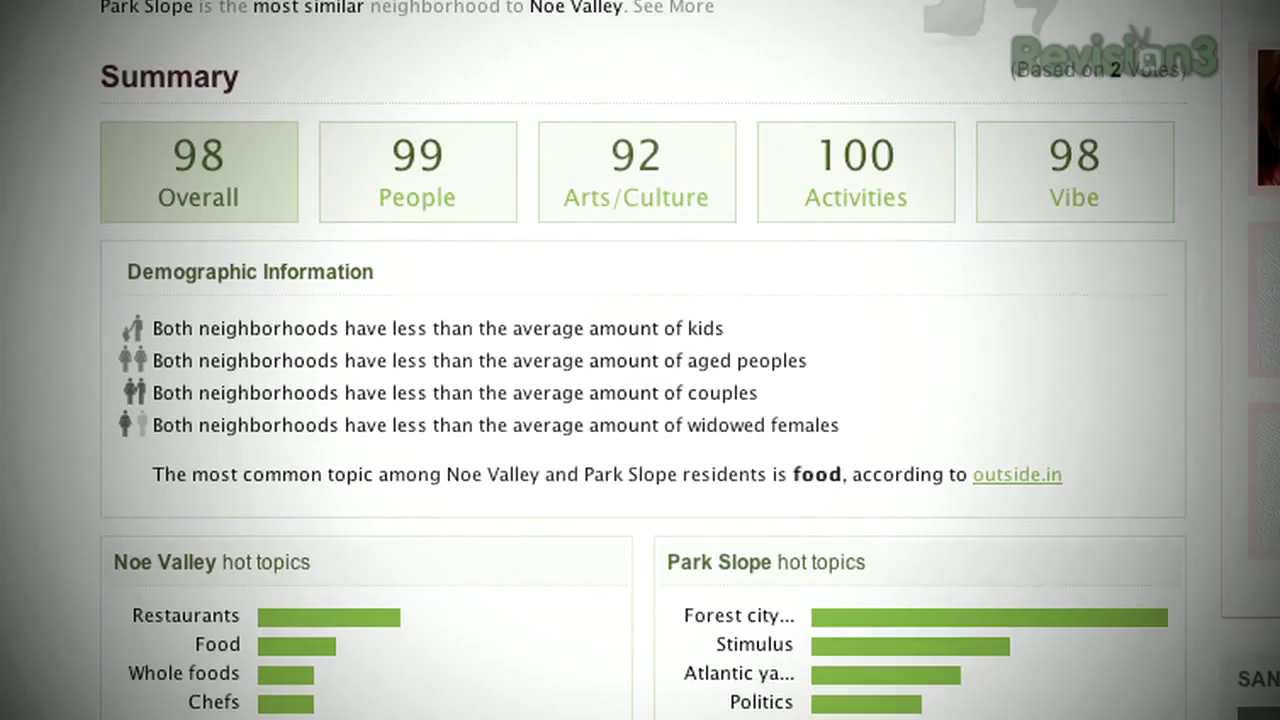 Park Slope is the most similar neighborhood to Noe Valley. See More
Revision3
Summary
(Based on 2 Votes)
98
Overall
99
People
92
Arts/Culture
100
Activities
98
Vibe
Demographic Information
Both neighborhoods have less than the average amount of kids
Both neighborhoods have less than the average amount of aged peoples
Both neighborhoods have less than the average amount of couples
Both neighborhoods have less than the average amount of widowed females
The most common topic among Noe Valley and Park Slope residents is food, according to outside.in
Noe Valley hot topics
Restaurants
Food
Whole foods
Chefs
Park Slope hot topics
Forest city...
Stimulus
Atlantic ya...
Politics
SAN